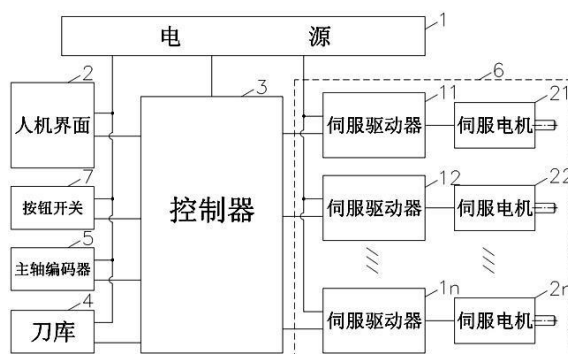 电 源
1
2
人机界面
7
按钮开关
5
主轴编码器
4
刀库
3
控制器
6
11
伺服驱动器
21
伺服电机
12
伺服驱动器
22
伺服电机
1n
伺服驱动器
2n
伺服电机